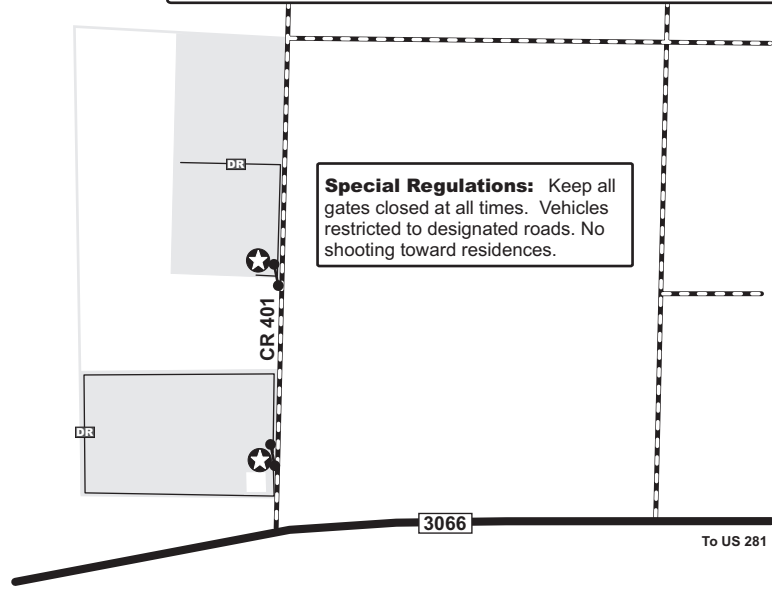 DR
Special Regulations: Keep all
gates closed at all times. Vehicles
restricted to designated roads. No
shooting toward residences.
CR 401
DR
3066
To US 281